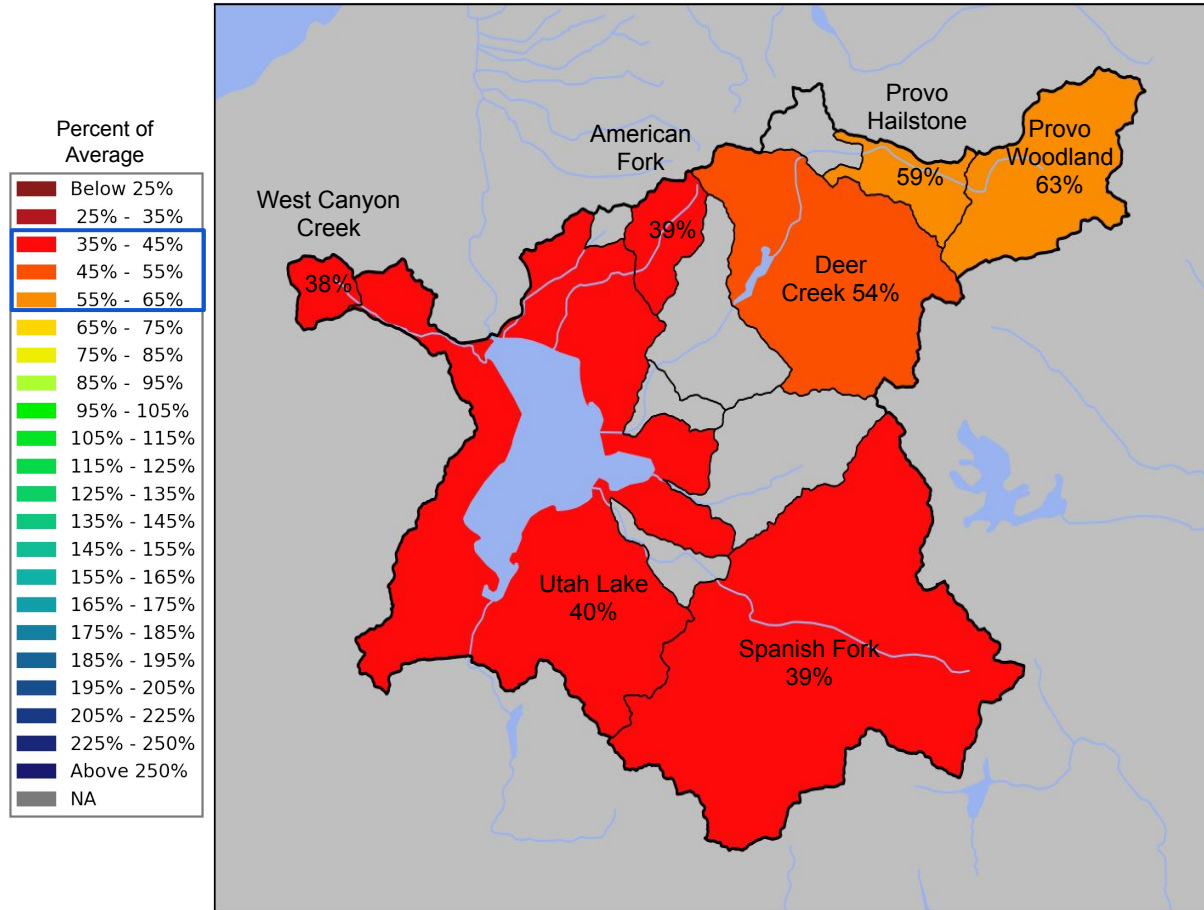 Percent of
Average
Below 25%
25% - 35%
35% - 45%
45% - 55%
55% - 65%
65% - 75%
75% - 85%
85% - 95%
95% - 105%
105% - 115%
115% - 125%
125% - 135%
135% - 145%
145% - 155%
155% - 165%
165% - 175%
175% - 185%
185% - 195%
195% - 205%
205% - 225%
225% - 250%
Above 250%
NA
West Canyon
Creek
38%
American
Fork
39%
Provo
Hailstone
59%
Provo
Woodland
63%
Deer
Creek 54%
Utah Lake
40%
Spanish Fork
39%